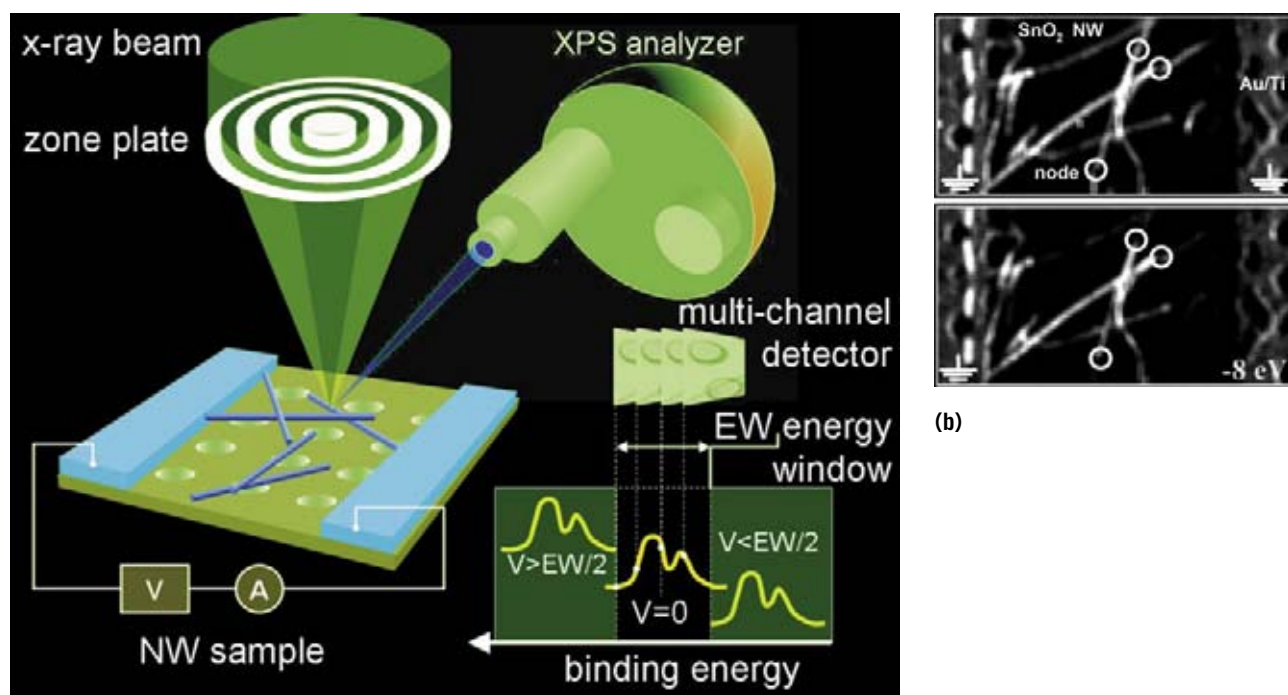 x-ray beam
XPS analyzer
zone plate
multi-channel
detector
EW energy
window
V>EW/2
V=0
V<EW/2
V
A
NW sample
binding energy
SnO₂ NW
Au/Ti
node
-8 eV
(b)